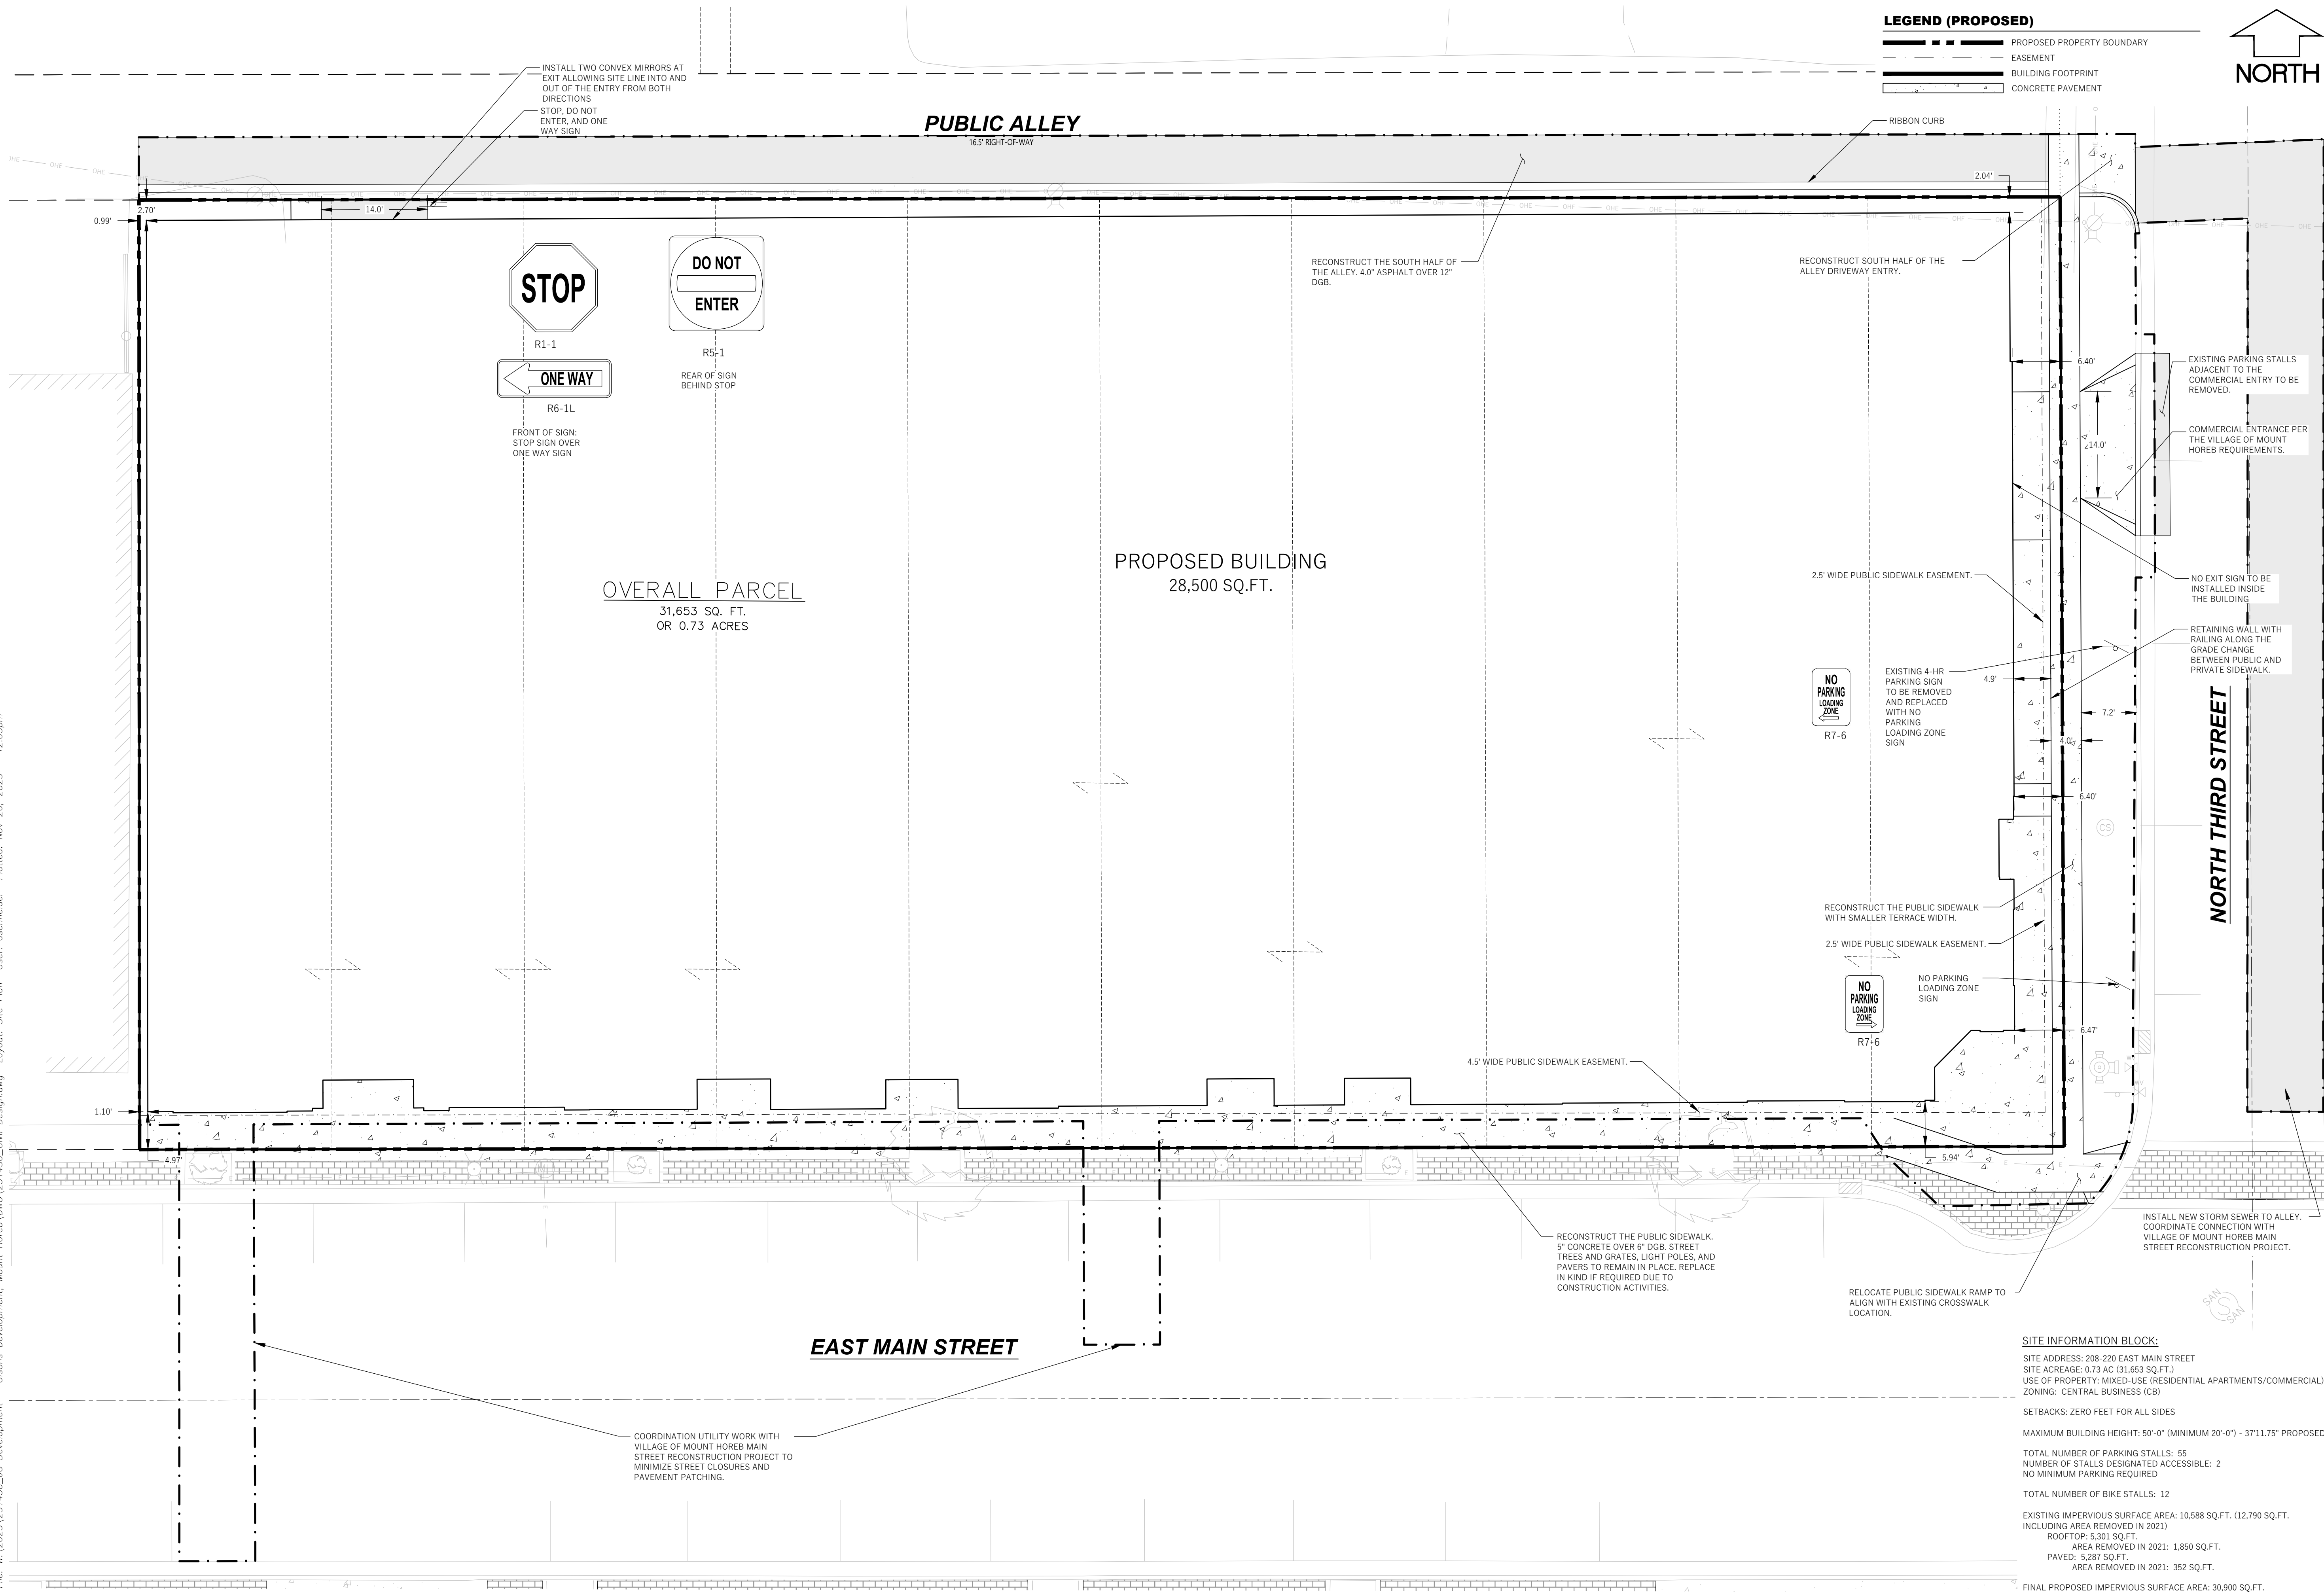 LEGEND (PROPOSED)
PROPOSED PROPERTY BOUNDARY
EASEMENT
BUILDING FOOTPRINT
CONCRETE PAVEMENT
NORTH
INSTALL TWO CONVEX MIRRORS AT
EXIT ALLOWING SITE LINE INTO AND
OUT OF THE ENTRY FROM BOTH
DIRECTIONS
STOP, DO NOT
ENTER, AND ONE
WAY SIGN
PUBLIC ALLEY
16.5' RIGHT-OF-WAY
RIBBON CURB
2.04'
2.70'
0.99'
14.0'
STOP
R1-1
ONE WAY
R6-1L
FRONT OF SIGN:
STOP SIGN OVER
ONE WAY SIGN
DO NOT
ENTER
R5-1
REAR OF SIGN
BEHIND STOP
RECONSTRUCT THE SOUTH HALF OF
THE ALLEY. 4.0" ASPHALT OVER 12"
DGB.
RECONSTRUCT SOUTH HALF OF THE
ALLEY DRIVEWAY ENTRY.
6.40'
EXISTING PARKING STALLS
ADJACENT TO THE
COMMERCIAL ENTRY TO BE
REMOVED.
14.0'
COMMERCIAL ENTRANCE PER
THE VILLAGE OF MOUNT
HOREB REQUIREMENTS.
OVERALL PARCEL
31,653 SQ. FT.
OR 0.73 ACRES
PROPOSED BUILDING
28,500 SQ.FT.
2.5' WIDE PUBLIC SIDEWALK EASEMENT.
NO EXIT SIGN TO BE
INSTALLED INSIDE
THE BUILDING
RETAINING WALL WITH
RAILING ALONG THE
GRADE CHANGE
BETWEEN PUBLIC AND
PRIVATE SIDEWALK.
NO
PARKING
LOADING
ZONE
R7-6
EXISTING 4-HR
PARKING SIGN
TO BE REMOVED
AND REPLACED
WITH NO
PARKING
LOADING ZONE
SIGN
4.9'
7.2'
4.0'
6.40'
CS
NORTH THIRD STREET
RECONSTRUCT THE PUBLIC SIDEWALK
WITH SMALLER TERRACE WIDTH.
2.5' WIDE PUBLIC SIDEWALK EASEMENT.
NO PARKING
LOADING ZONE
SIGN
NO
PARKING
LOADING
ZONE
R7-6
6.47'
4.5' WIDE PUBLIC SIDEWALK EASEMENT.
1.10'
4.97'
5.94'
RECONSTRUCT THE PUBLIC SIDEWALK.
5" CONCRETE OVER 6" DGB. STREET
TREES AND GRATES, LIGHT POLES, AND
PAVERS TO REMAIN IN PLACE. REPLACE
IN KIND IF REQUIRED DUE TO
CONSTRUCTION ACTIVITIES.
INSTALL NEW STORM SEWER TO ALLEY.
COORDINATE CONNECTION WITH
VILLAGE OF MOUNT HOREB MAIN
STREET RECONSTRUCTION PROJECT.
RELOCATE PUBLIC SIDEWALK RAMP TO
ALIGN WITH EXISTING CROSSWALK
LOCATION.
SAN
S
SAN
EAST MAIN STREET
COORDINATION UTILITY WORK WITH
VILLAGE OF MOUNT HOREB MAIN
STREET RECONSTRUCTION PROJECT TO
MINIMIZE STREET CLOSURES AND
PAVEMENT PATCHING.
SITE INFORMATION BLOCK:
SITE ADDRESS: 208-220 EAST MAIN STREET
SITE ACREAGE: 0.73 AC (31,653 SQ.FT.)
USE OF PROPERTY: MIXED-USE (RESIDENTIAL APARTMENTS/COMMERCIAL)
ZONING: CENTRAL BUSINESS (CB)
SETBACKS: ZERO FEET FOR ALL SIDES
MAXIMUM BUILDING HEIGHT: 50'-0" (MINIMUM 20'-0") - 37'11.75" PROPOSED
TOTAL NUMBER OF PARKING STALLS: 55
NUMBER OF STALLS DESIGNATED ACCESSIBLE: 2
NO MINIMUM PARKING REQUIRED
TOTAL NUMBER OF BIKE STALLS: 12
EXISTING IMPERVIOUS SURFACE AREA: 10,588 SQ.FT. (12,790 SQ.FT.
INCLUDING AREA REMOVED IN 2021)
ROOFTOP: 5,301 SQ.FT.
AREA REMOVED IN 2021: 1,850 SQ.FT.
PAVED: 5,287 SQ.FT.
AREA REMOVED IN 2021: 352 SQ.FT.
FINAL PROPOSED IMPERVIOUS SURFACE AREA: 30,900 SQ.FT.